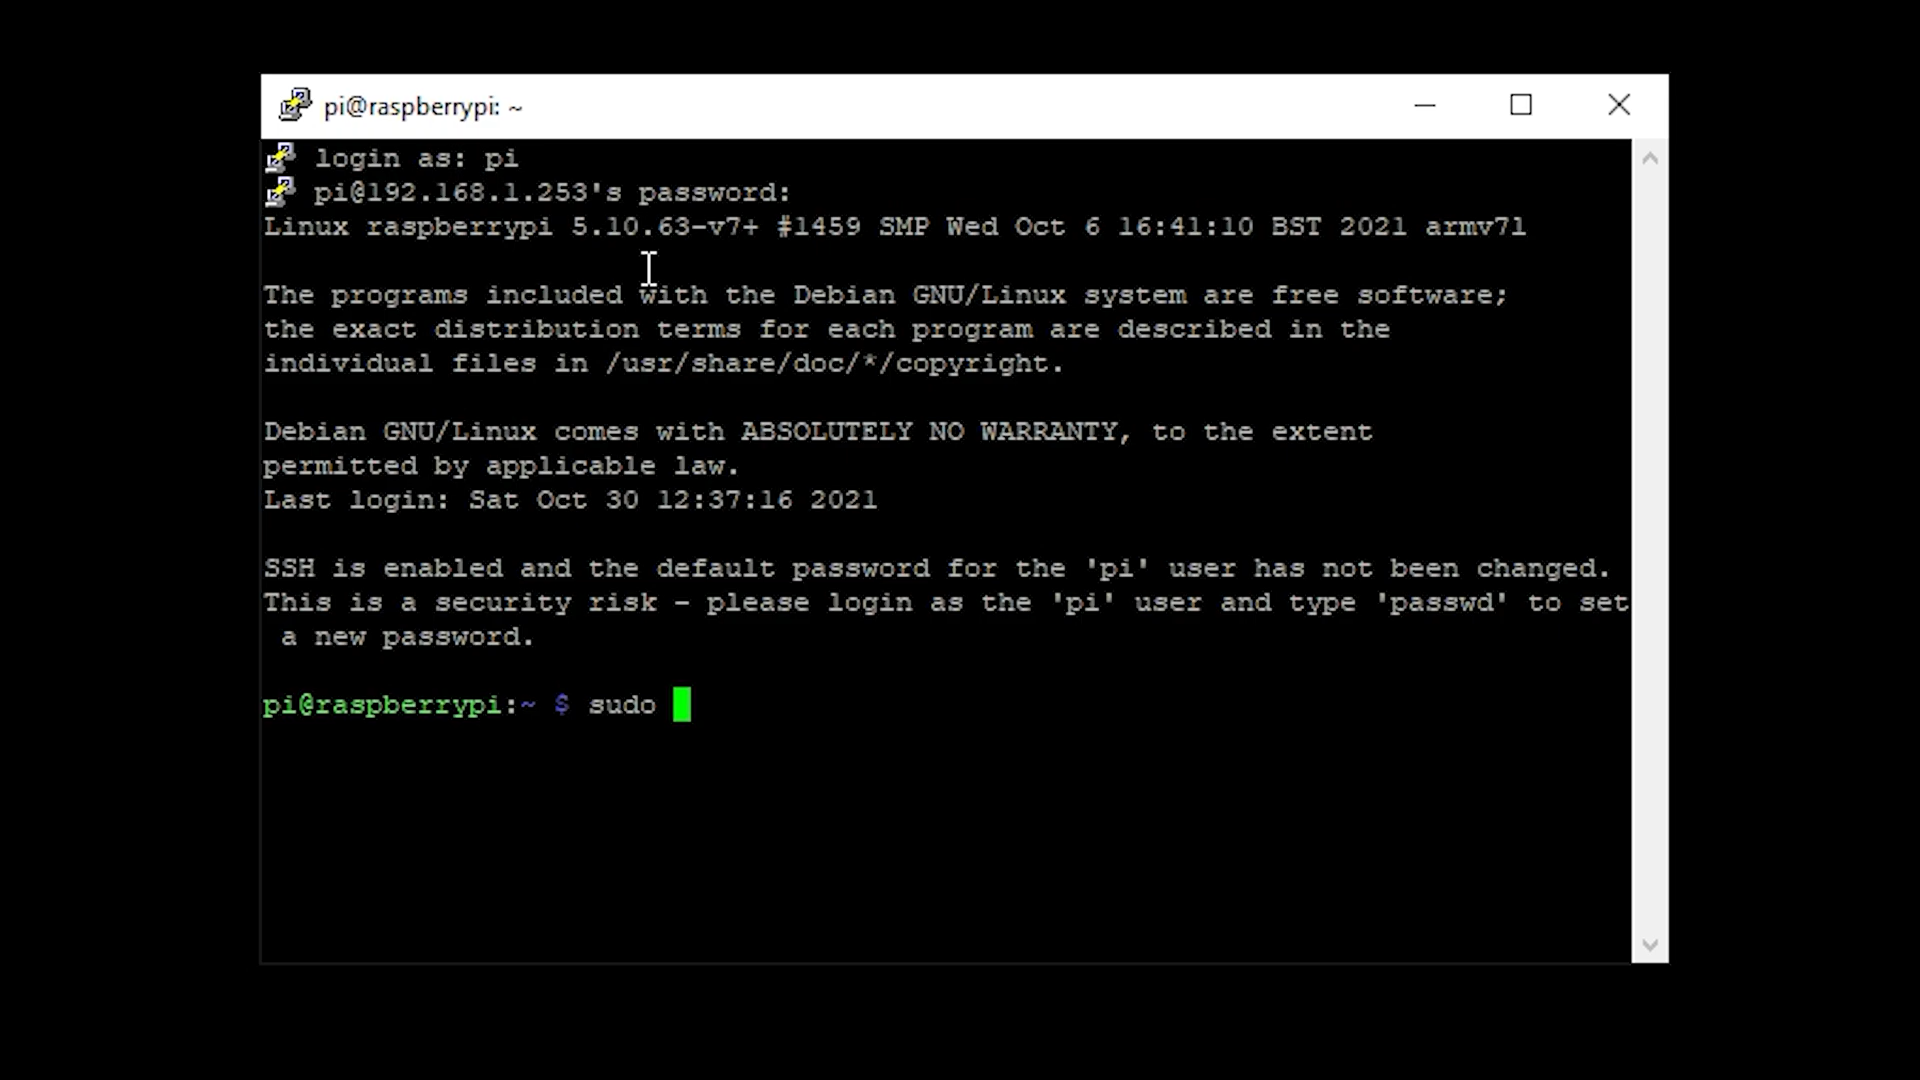 pi@raspberrypi: ~
login as: pi
pi@192.168.1.253's password:
Linux raspberrypi 5.10.63-v7+ #1459 SMP Wed Oct 6 16:41:10 BST 2021 armv7l
The programs included with the Debian GNU/Linux system are free software;
the exact distribution terms for each program are described in the
individual files in /usr/share/doc/*/copyright.
Debian GNU/Linux comes with ABSOLUTELY NO WARRANTY, to the extent
permitted by applicable law.
Last login: Sat Oct 30 12:37:16 2021
SSH is enabled and the default password for the 'pi' user has not been changed.
This is a security risk - please login as the 'pi' user and type 'passwd' to set
a new password.
pi@raspberrypi:~ $ sudo